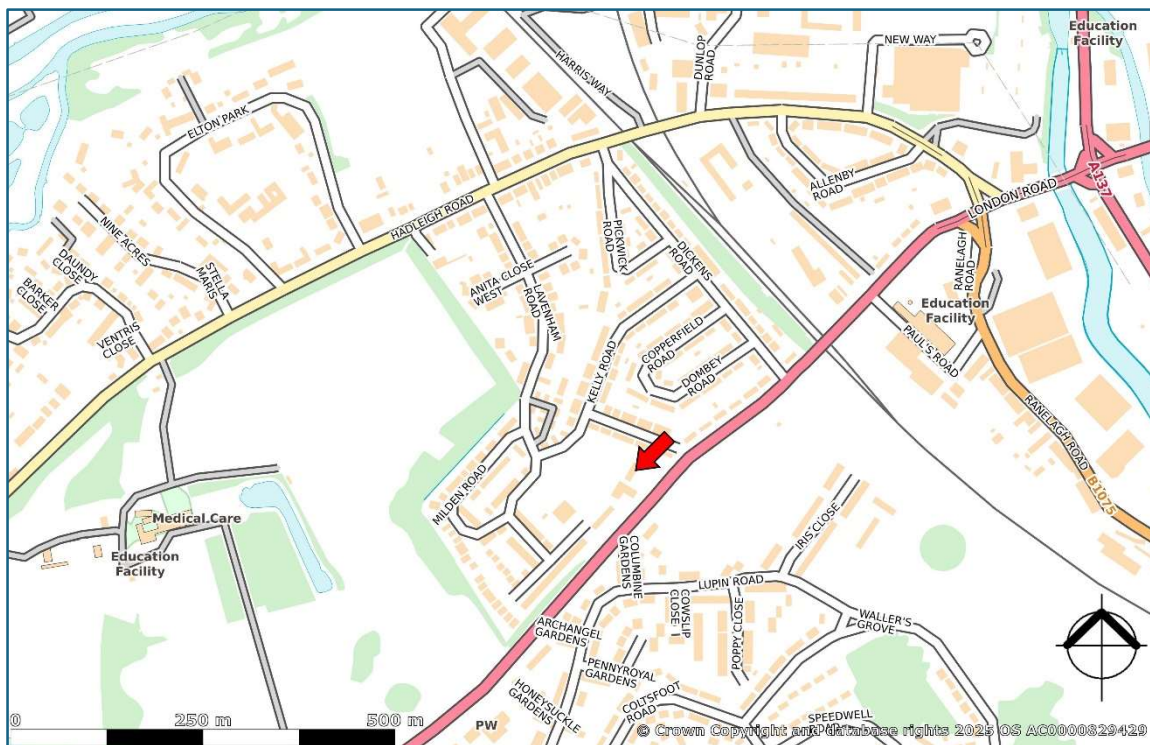 Education
Facility
NEW WAY
DUNLOP
ROAD
HARRIS WAY
ELTON PARK
A137
LONDON ROAD
ALLENBY
ROAD
HADLEIGH ROAD
NINE ACRES
DAUNDY
CLOSE
BARKER
CLOSE
STELLA
MARIS
VENTRIS
CLOSE
PICKWICK
ROAD
DICKENS
ROAD
ANITA CLOSE
WEST
LAVENHAM
ROAD
RANELAGH
ROAD
Education
Facility
PAUL'S ROAD
COPPERFIELD
ROAD
DOMBEY
ROAD
KELLY ROAD
RANELAGH ROAD
B1075
MILDEN ROAD
Medical Care
Education
Facility
IRIS CLOSE
COLUMBINE
GARDENS
LUPIN ROAD
COWSLIP
CLOSE
POPPY CLOSE
WALLER'S
GROVE
ARCHANGEL
GARDENS
PENNYROYAL
GARDENS
HONEYSUCKLE
GARDENS
COLTSFOOT
ROAD
SPEEDWELL
ROAD
PW
0 250 m 500 m
© Crown Copyright and database rights 2025 OS AC0000829429